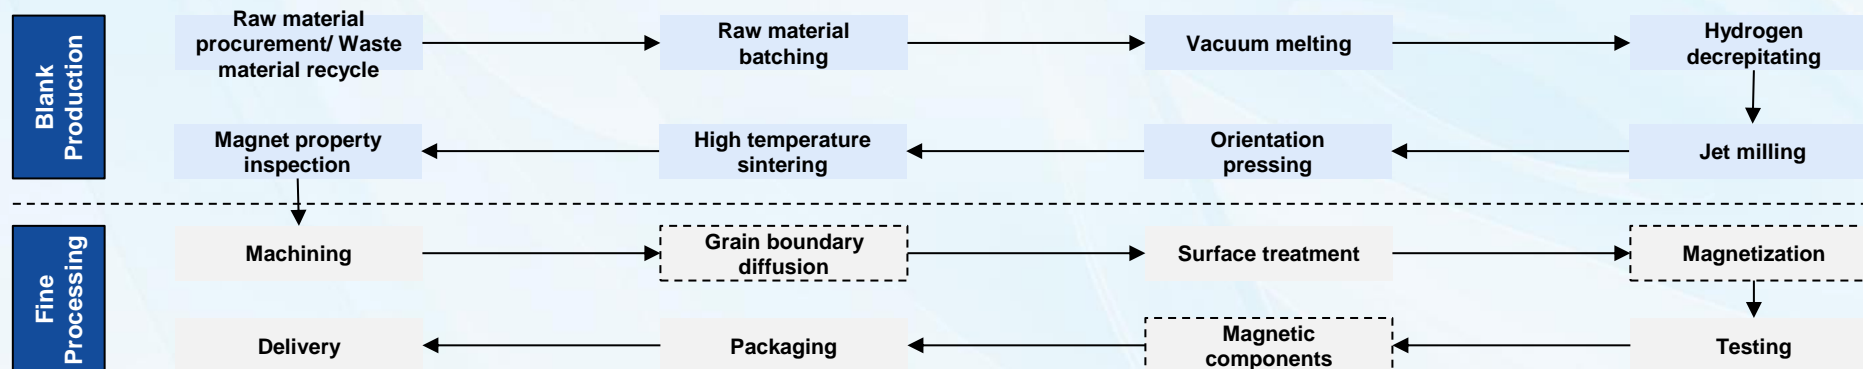 Blank
Production
Raw material
procurement/ Waste
material recycle
Raw material
batching
Vacuum melting
Hydrogen
decrepitating
Magnet property
inspection
High temperature
sintering
Orientation
pressing
Jet milling
Fine
Processing
Machining
Grain boundary
diffusion
Surface treatment
Magnetization
Delivery
Packaging
Magnetic
components
Testing